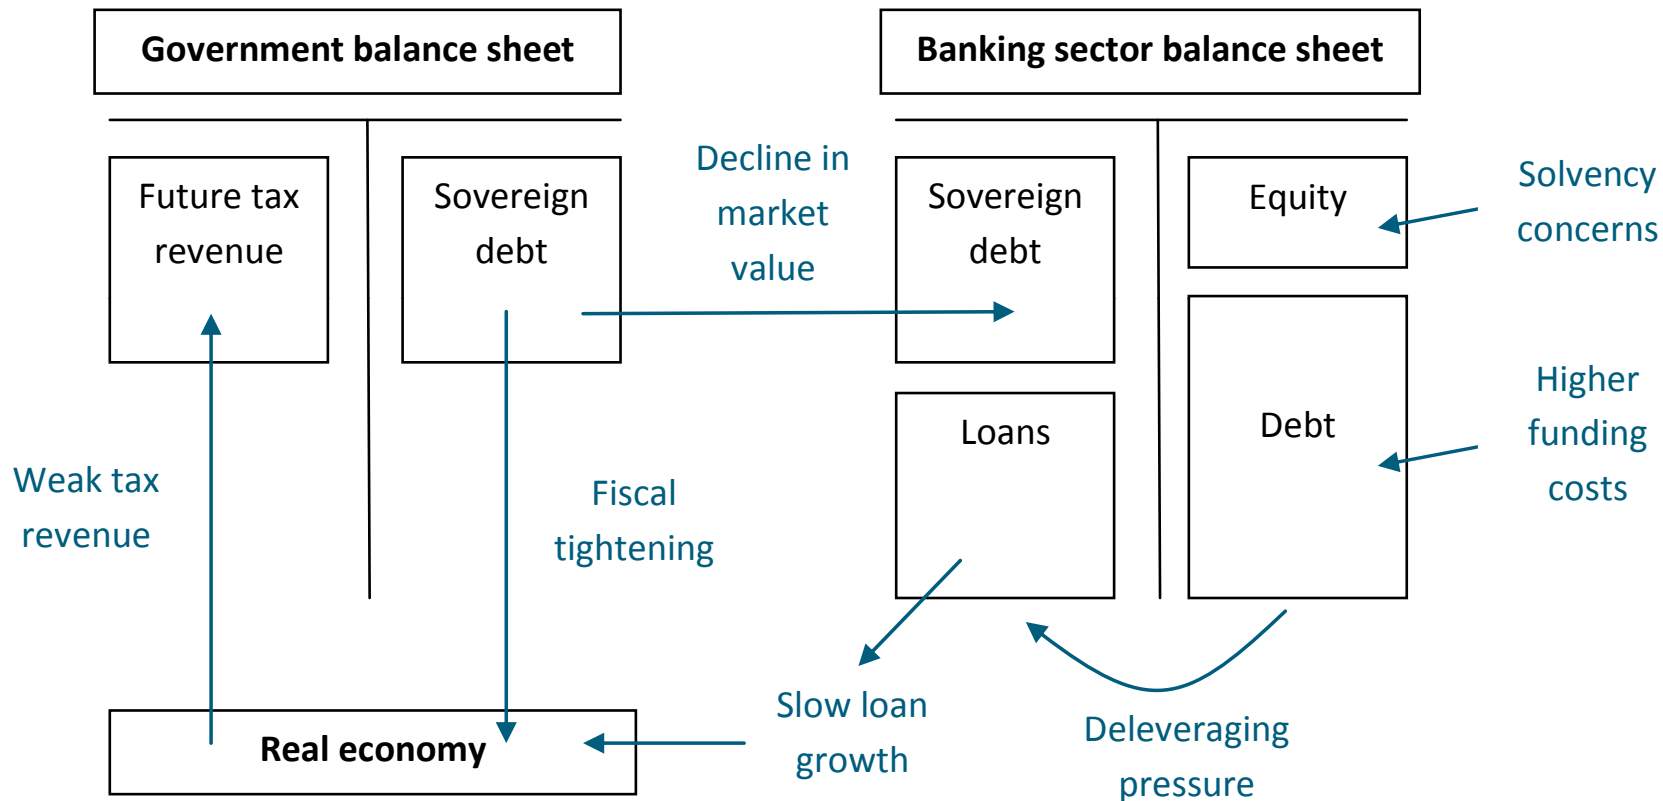 Government balance sheet
Banking sector balance sheet
Future tax
revenue
Sovereign
debt
Decline in
market
value
Sovereign
debt
Equity
Solvency
concerns
Loans
Debt
Higher
funding
costs
Weak tax
revenue
Fiscal
tightening
Real economy
Slow loan
growth
Deleveraging
pressure